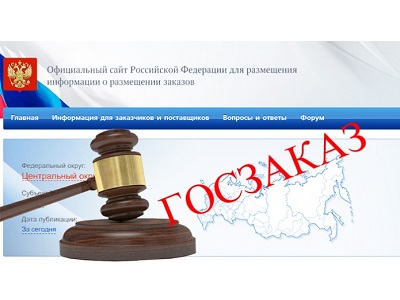 Официальный сайт Российской Федерации для размещения
информации о размещении заказов
Главная Информация для заказчиков и поставщиков Вопросы и ответы Форум
Федеральный округ:
Центральный
ГОСЗАКАЗ
Дата публикации:
За сегодня